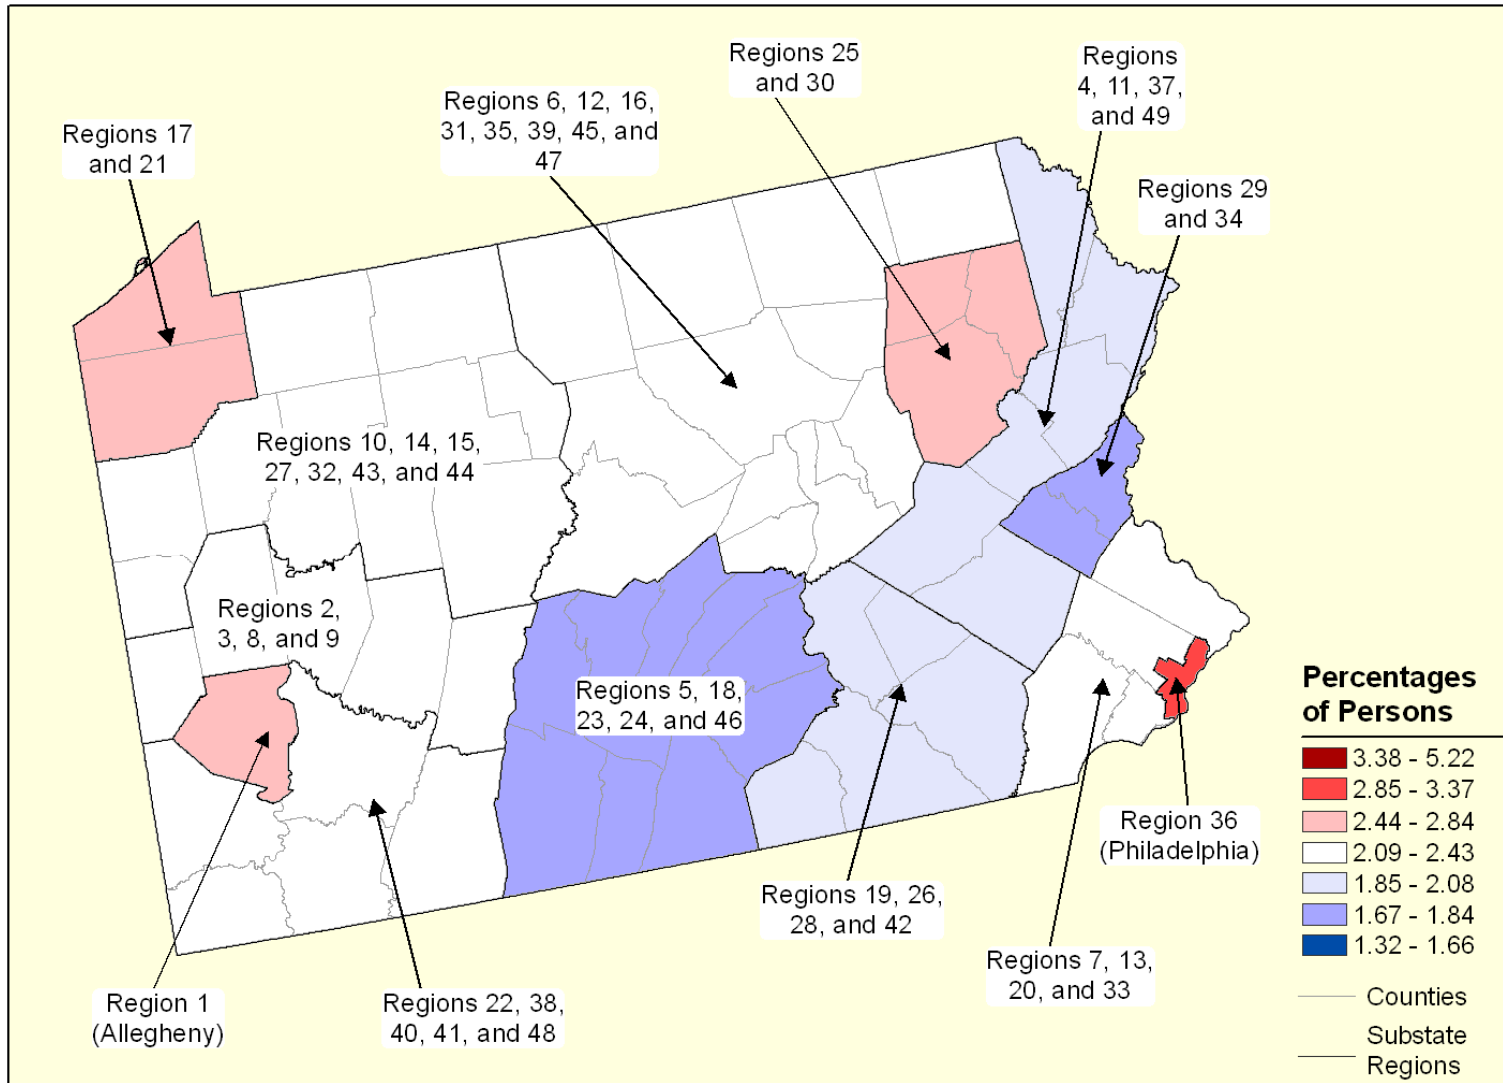 Regions 25
and 30
Regions
4, 11, 37,
and 49
Regions 6, 12, 16,
31, 35, 39, 45, and
47
Regions 17
and 21
Regions 29
and 34
Regions 10, 14, 15,
27, 32, 43, and 44
Regions 2,
3, 8, and 9
Regions 5, 18,
23, 24, and 46
Percentages
of Persons
3.38 - 5.22
2.85 - 3.37
2.44 - 2.84
2.09 - 2.43
1.85 - 2.08
1.67 - 1.84
1.32 - 1.66
Counties
Substate
Regions
Region 36
(Philadelphia)
Regions 19, 26,
28, and 42
Regions 7, 13,
20, and 33
Region 1
(Allegheny)
Regions 22, 38,
40, 41, and 48